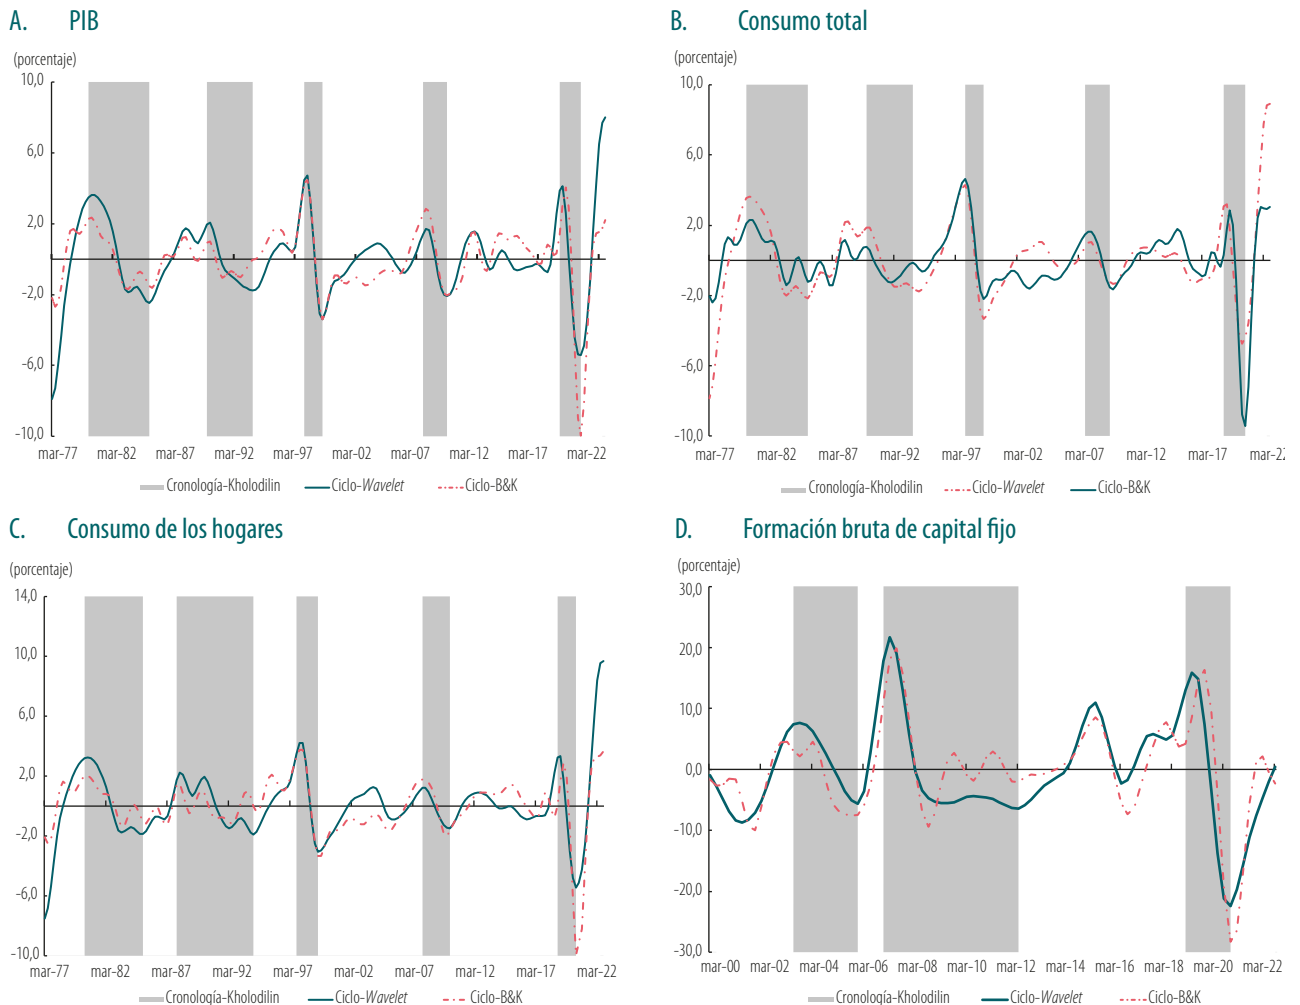 A. PIB
(porcentaje)
10,0
6,0
2,0
-2,0
-6,0
-10,0
mar-77 mar-82 mar-87 mar-92 mar-97 mar-02 mar-07 mar-12 mar-17 mar-22
Cronología-Kholodilin Ciclo-Wavelet Ciclo-B&K
B. Consumo total
(porcentaje)
10,0
6,0
2,0
-2,0
-6,0
-10,0
mar-77 mar-82 mar-87 mar-92 mar-97 mar-02 mar-07 mar-12 mar-17 mar-22
Cronología-Kholodilin Ciclo-Wavelet Ciclo-B&K
C. Consumo de los hogares
(porcentaje)
14,0
10,0
6,0
2,0
-2,0
-6,0
-10,0
mar-77 mar-82 mar-87 mar-92 mar-97 mar-02 mar-07 mar-12 mar-17 mar-22
Cronología-Kholodilin Ciclo-Wavelet Ciclo-B&K
D. Formación bruta de capital fijo
(porcentaje)
30,0
20,0
10,0
0,0
-10,0
-20,0
-30,0
mar-00 mar-02 mar-04 mar-06 mar-08 mar-10 mar-12 mar-14 mar-16 mar-18 mar-20 mar-22
Cronología-Kholodilin Ciclo-Wavelet Ciclo-B&K